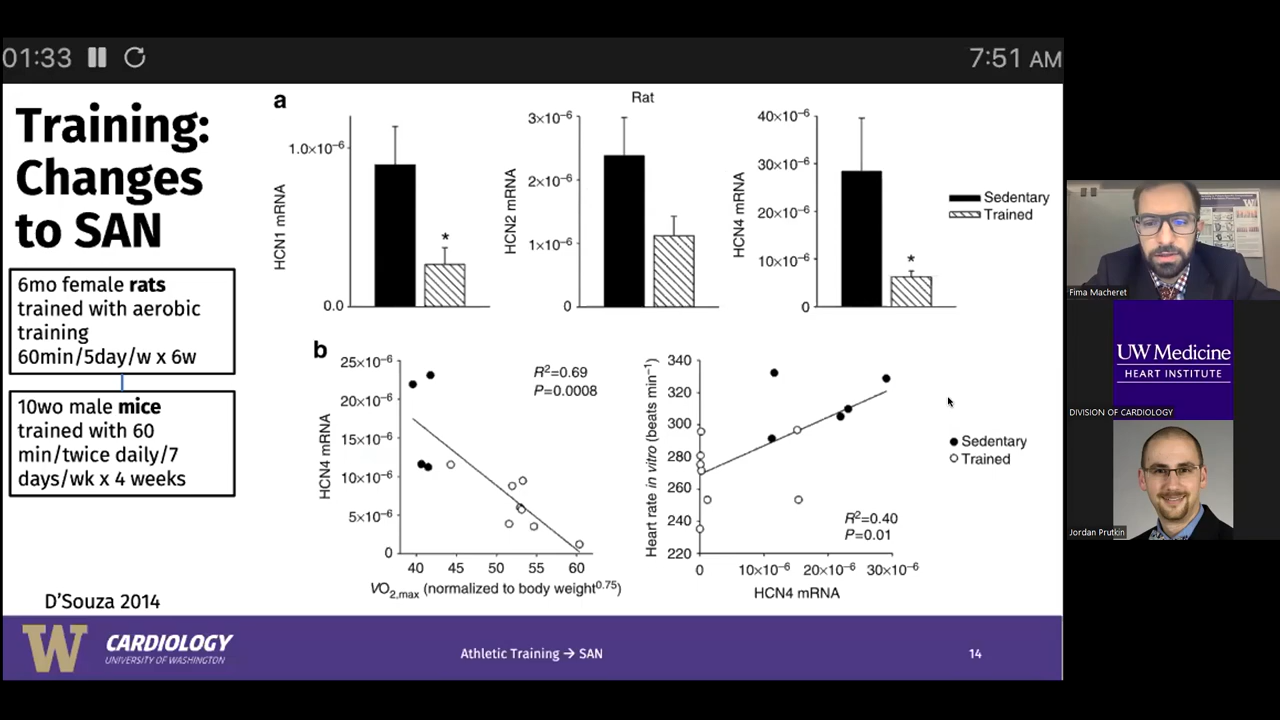 01:33
7:51 AM
Training:
Changes
to SAN
6mo female rats
trained with aerobic
training
60min/5day/w x 6w
10wo male mice
trained with 60
min/twice daily/7
days/wk x 4 weeks
D'Souza 2014
a
Rat
HCN1 mRNA
1.0×10⁻⁶
0.0
*
HCN2 mRNA
3×10⁻⁶
2×10⁻⁶
1×10⁻⁶
0
HCN4 mRNA
40×10⁻⁶
30×10⁻⁶
20×10⁻⁶
10×10⁻⁶
0
*
Sedentary
Trained
b
HCN4 mRNA
25×10⁻⁶
20×10⁻⁶
15×10⁻⁶
10×10⁻⁶
5×10⁻⁶
0
R²=0.69
P=0.0008
40 45 50 55 60
VO2,max (normalized to body weight^0.75)
Heart rate in vitro (beats min⁻¹)
340
320
300
280
260
240
220
R²=0.40
P=0.01
0 10×10⁻⁶ 20×10⁻⁶ 30×10⁻⁶
HCN4 mRNA
Sedentary
Trained
W CARDIOLOGY
UNIVERSITY OF WASHINGTON
Athletic Training → SAN
14
W
Fima Macheret
UW Medicine
HEART INSTITUTE
DIVISION OF CARDIOLOGY
Jordan Prutkin